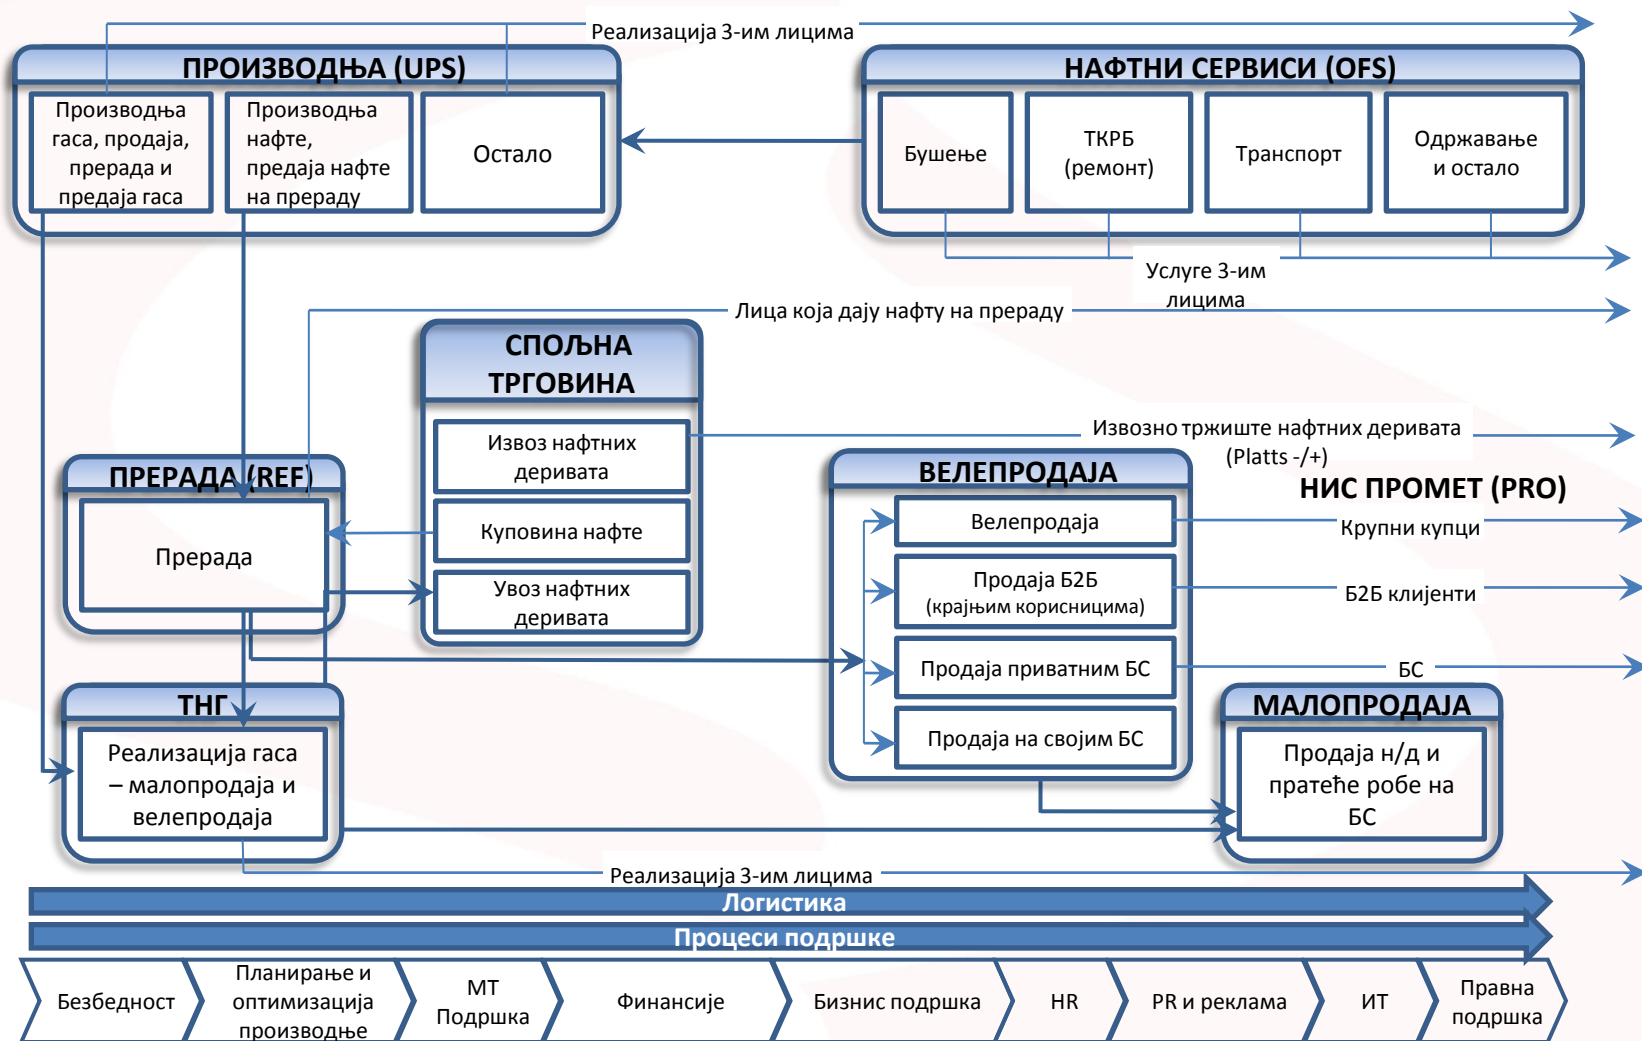 Реализација 3-им лицима
ПРОИЗВОДЊА (UPS)
Производња
гаса, продаја,
прерада и
предаја гаса
Производња
нафте,
предаја нафте
на прераду
Остало
НАФТНИ СЕРВИСИ (OFS)
Бушење
ТКРБ
(ремонт)
Транспорт
Одржавање
и остало
Услуге 3-им
лицима
Лица која дају нафту на прераду
СПОЉНА
ТРГОВИНА
Извоз нафтних
деривата
Куповина нафте
Увоз нафтних
деривата
Извозно тржиште нафтних деривата
(Platts -/+)
ПРЕРАДА (REF)
Прерада
ВЕЛЕПРОДАЈА
Велепродаја
Продаја Б2Б
(крајњим корисницима)
Продаја приватним БС
Продаја на својим БС
НИС ПРОМЕТ (PRO)
Крупни купци
Б2Б клијенти
БС
ТНГ
Реализација гаса
– малопродаја и
велепродаја
МАЛОПРОДАЈА
Продаја н/д и
пратеће робе на
БС
Реализација 3-им лицима
Логистика
Процеси подршке
Безбедност
Планирање и
оптимизација
производње
МТ
Подршка
Финансије
Бизнис подршка
HR
PR и реклама
ИТ
Правна
подршка